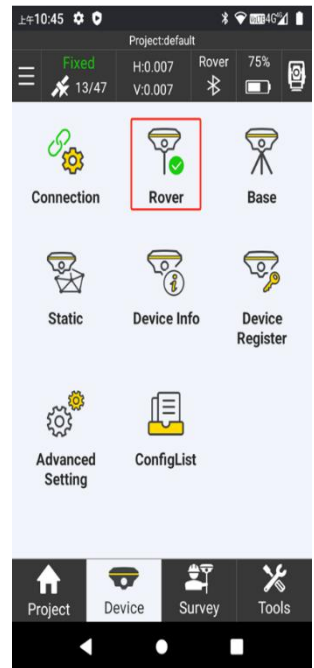 上午10:45
4G
Project:default
Fixed
13/47
H:0.007
V:0.007
Rover
75%
Connection
Rover
Base
Static
Device Info
Device
Register
Advanced
Setting
ConfigList
Project
Device
Survey
Tools